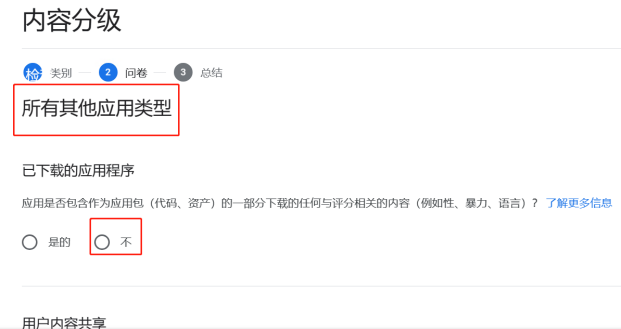 内容分级
检 类别 2 问卷 3 总结
所有其他应用类型
已下载的应用程序
应用是否包含作为应用包（代码、资产）的一部分下载的任何与评分相关的内容（例如性、暴力、语言）？ 了解更多信息
是的 不
用户内容共享